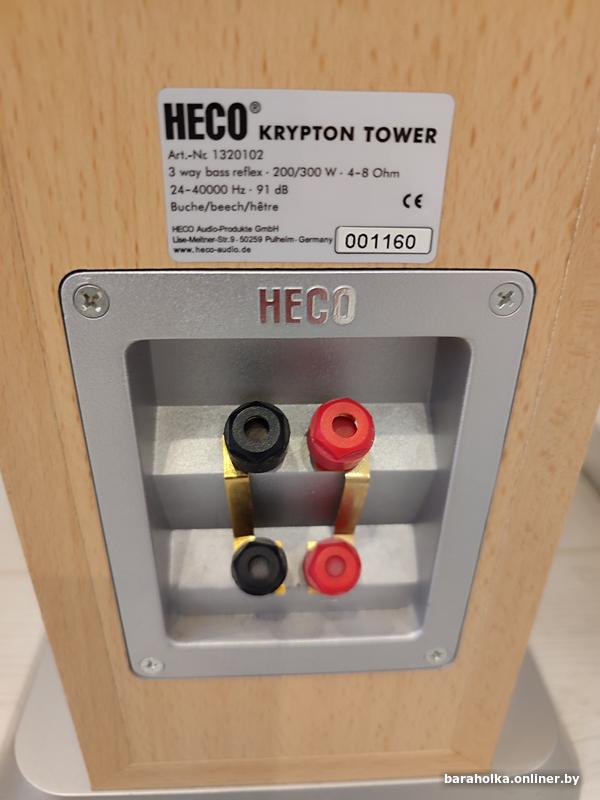 HECO® KRYPTON TOWER
Art.-Nr. 1320102
3 way bass reflex · 200/300 W · 4-8 Ohm
24-40000 Hz · 91 dB
Buche/beech/hêtre
CE
HECO Audio-Produkte GmbH
Lise-Meitner-Str. 9 · 50259 Pulheim · Germany
www.heco-audio.de
001160
HECO
baraholka.onliner.by